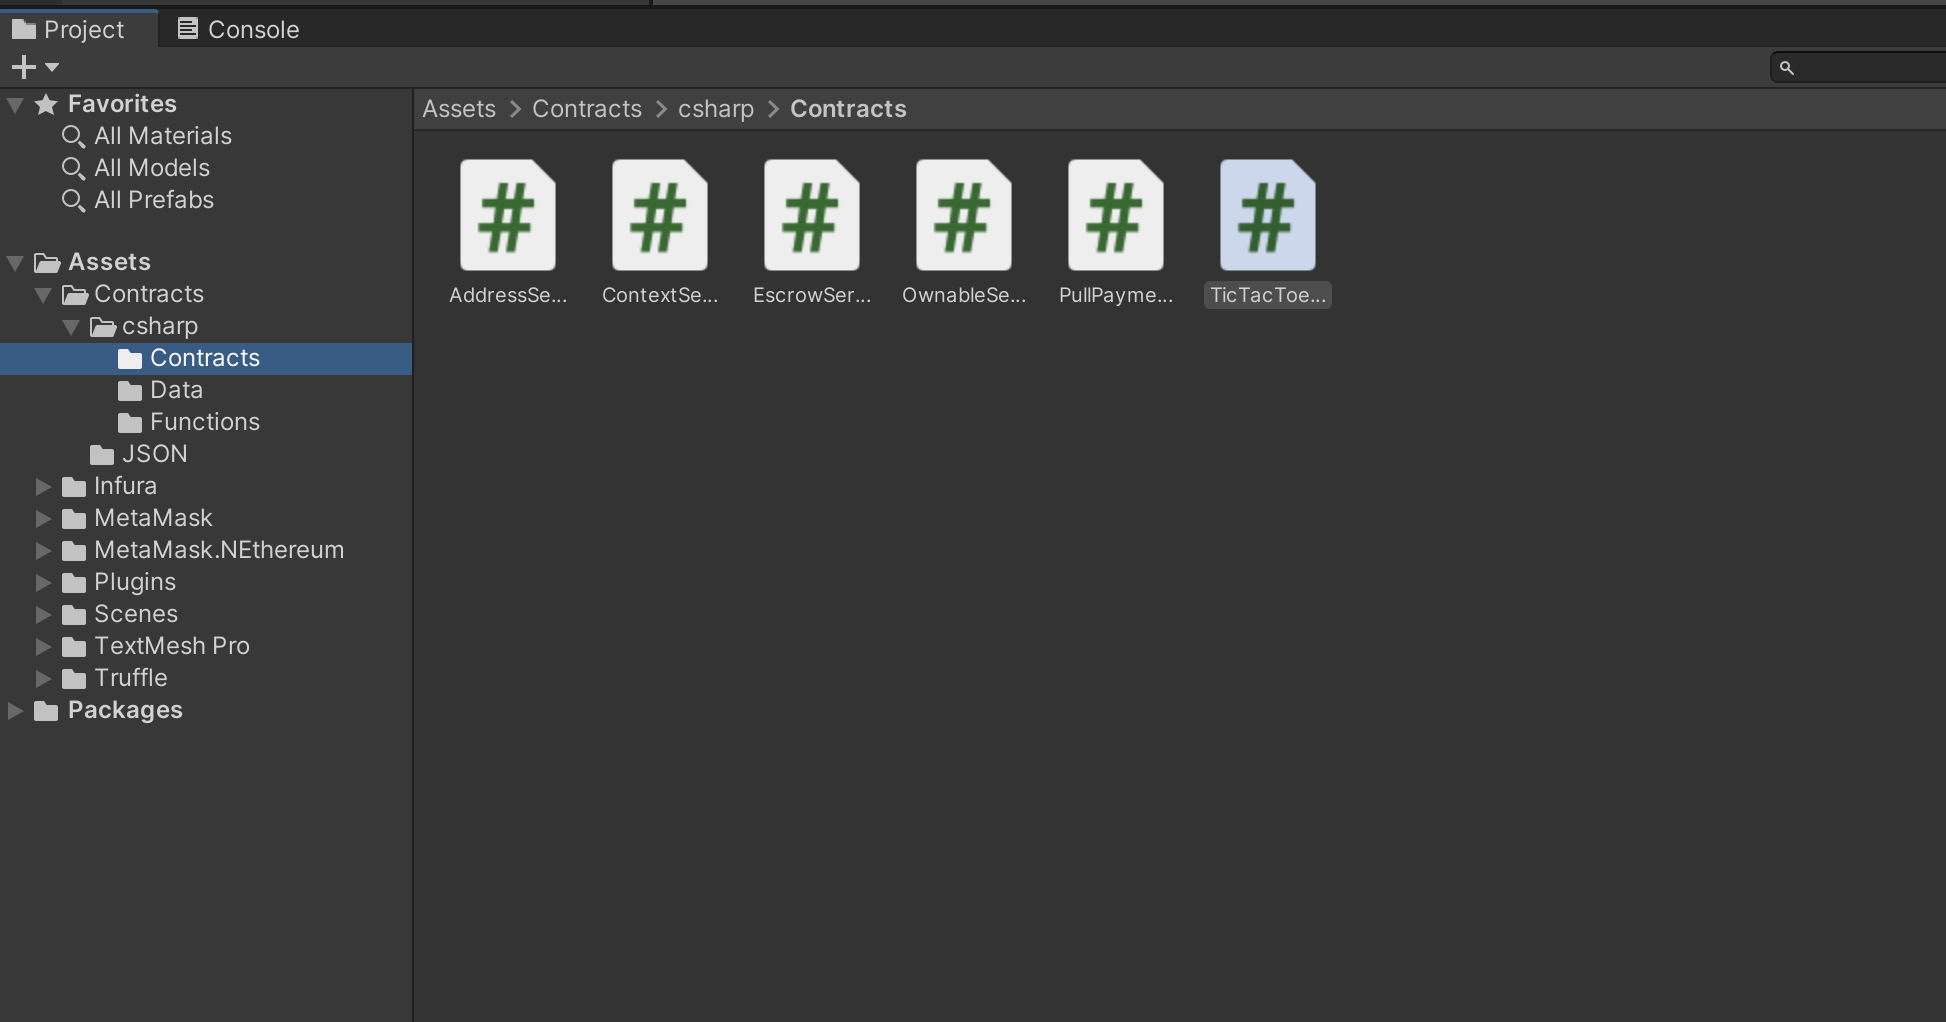 Project
Console
Favorites
All Materials
All Models
All Prefabs
Assets
Contracts
csharp
Contracts
Data
Functions
JSON
Infura
MetaMask
MetaMask.NEthereum
Plugins
Scenes
TextMesh Pro
Truffle
Packages
Assets > Contracts > csharp > Contracts
AddressSe...
ContextSe...
EscrowSer...
OwnableSe...
PullPayme...
TicTacToe...